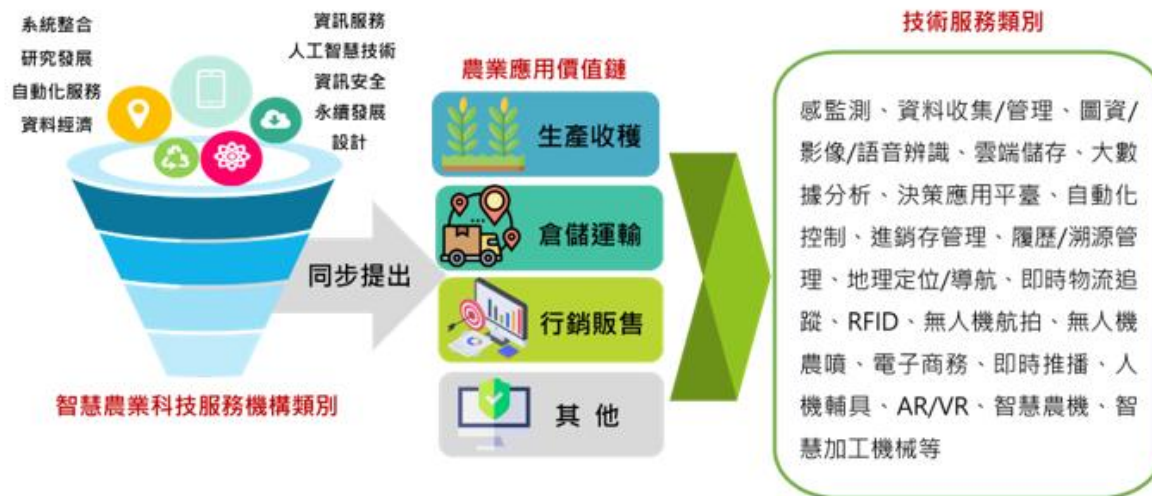 系統整合
研究發展
自動化服務
資料經濟
資訊服務
人工智慧技術
資訊安全
永續發展
設計
智慧農業科技服務機構類別
同步提出
農業應用價值鏈
生產收穫
倉儲運輸
行銷販售
其 他
技術服務類別
感監測、資料收集/管理、圖資/
影像/語音辨識、雲端儲存、大數
據分析、決策應用平臺、自動化
控制、進銷存管理、履歷/溯源管
理、地理定位/導航、即時物流追
蹤、RFID、無人機航拍、無人機
農噴、電子商務、即時推播、人
機輔具、AR/VR、智慧農機、智
慧加工機械等